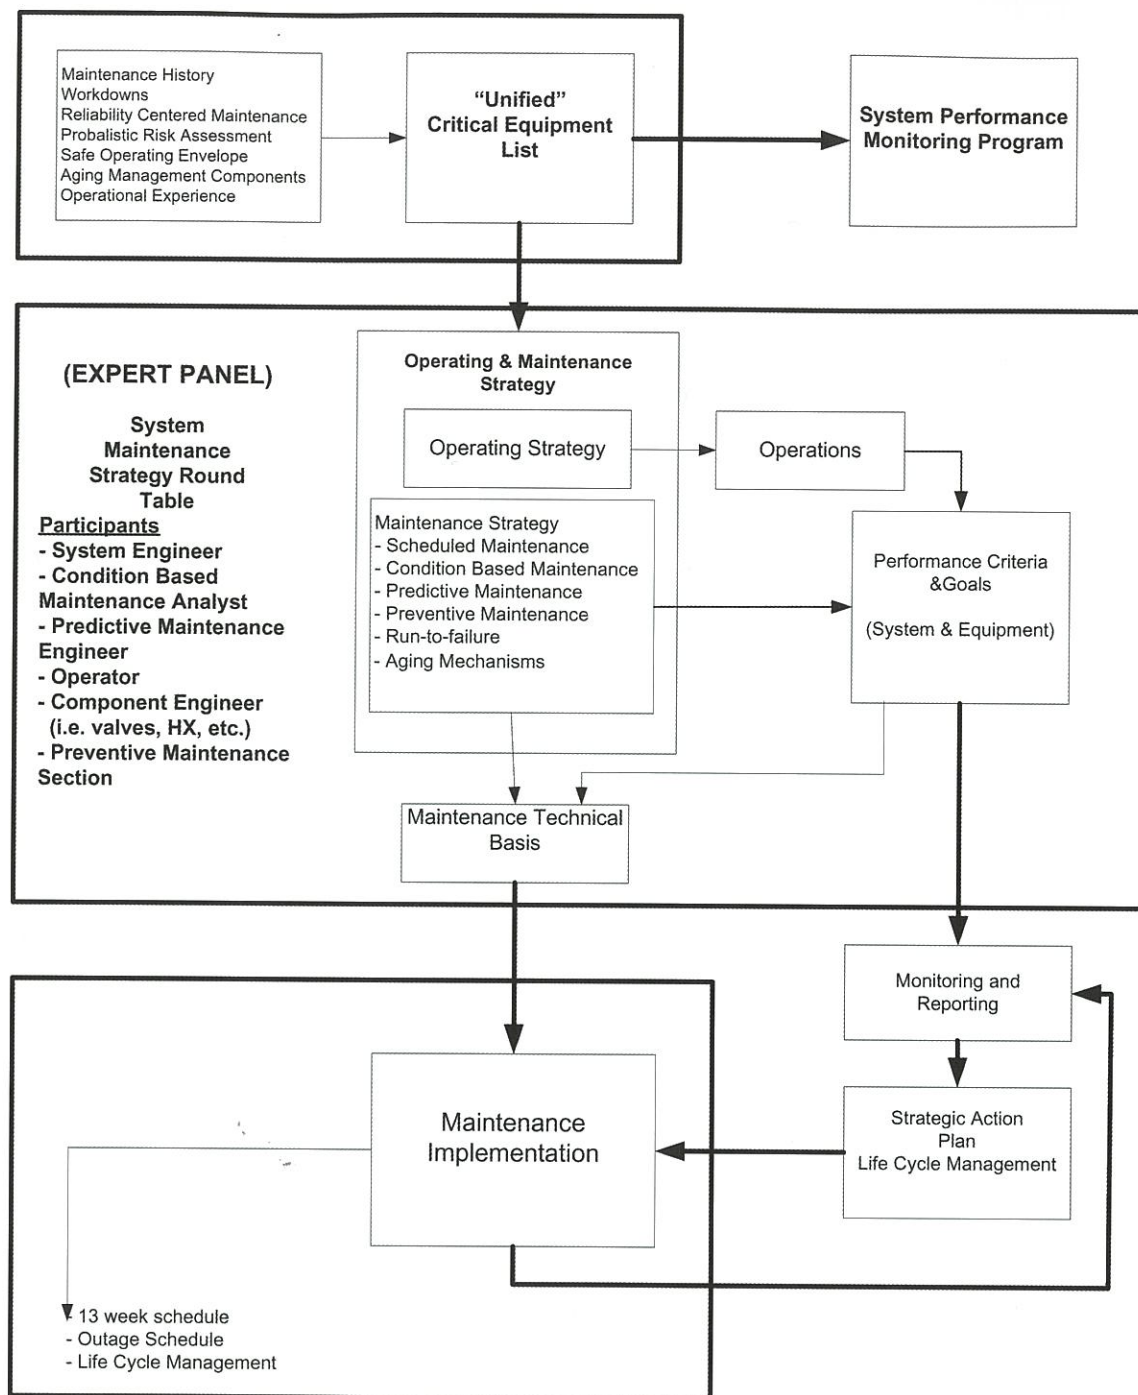 Maintenance History
Workdowns
Reliability Centered Maintenance
Probalistic Risk Assessment
Safe Operating Envelope
Aging Management Components
Operational Experience
“Unified”
Critical Equipment
List
System Performance
Monitoring Program
(EXPERT PANEL)
System
Maintenance
Strategy Round
Table
Participants
- System Engineer
- Condition Based
Maintenance Analyst
- Predictive Maintenance
Engineer
- Operator
- Component Engineer
(i.e. valves, HX, etc.)
- Preventive Maintenance
Section
Operating & Maintenance
Strategy
Operating Strategy
Operations
Maintenance Strategy
- Scheduled Maintenance
- Condition Based Maintenance
- Predictive Maintenance
- Preventive Maintenance
- Run-to-failure
- Aging Mechanisms
Performance Criteria
&Goals
(System & Equipment)
Maintenance Technical
Basis
Monitoring and
Reporting
Strategic Action
Plan
Life Cycle Management
Maintenance
Implementation
- 13 week schedule
- Outage Schedule
- Life Cycle Management